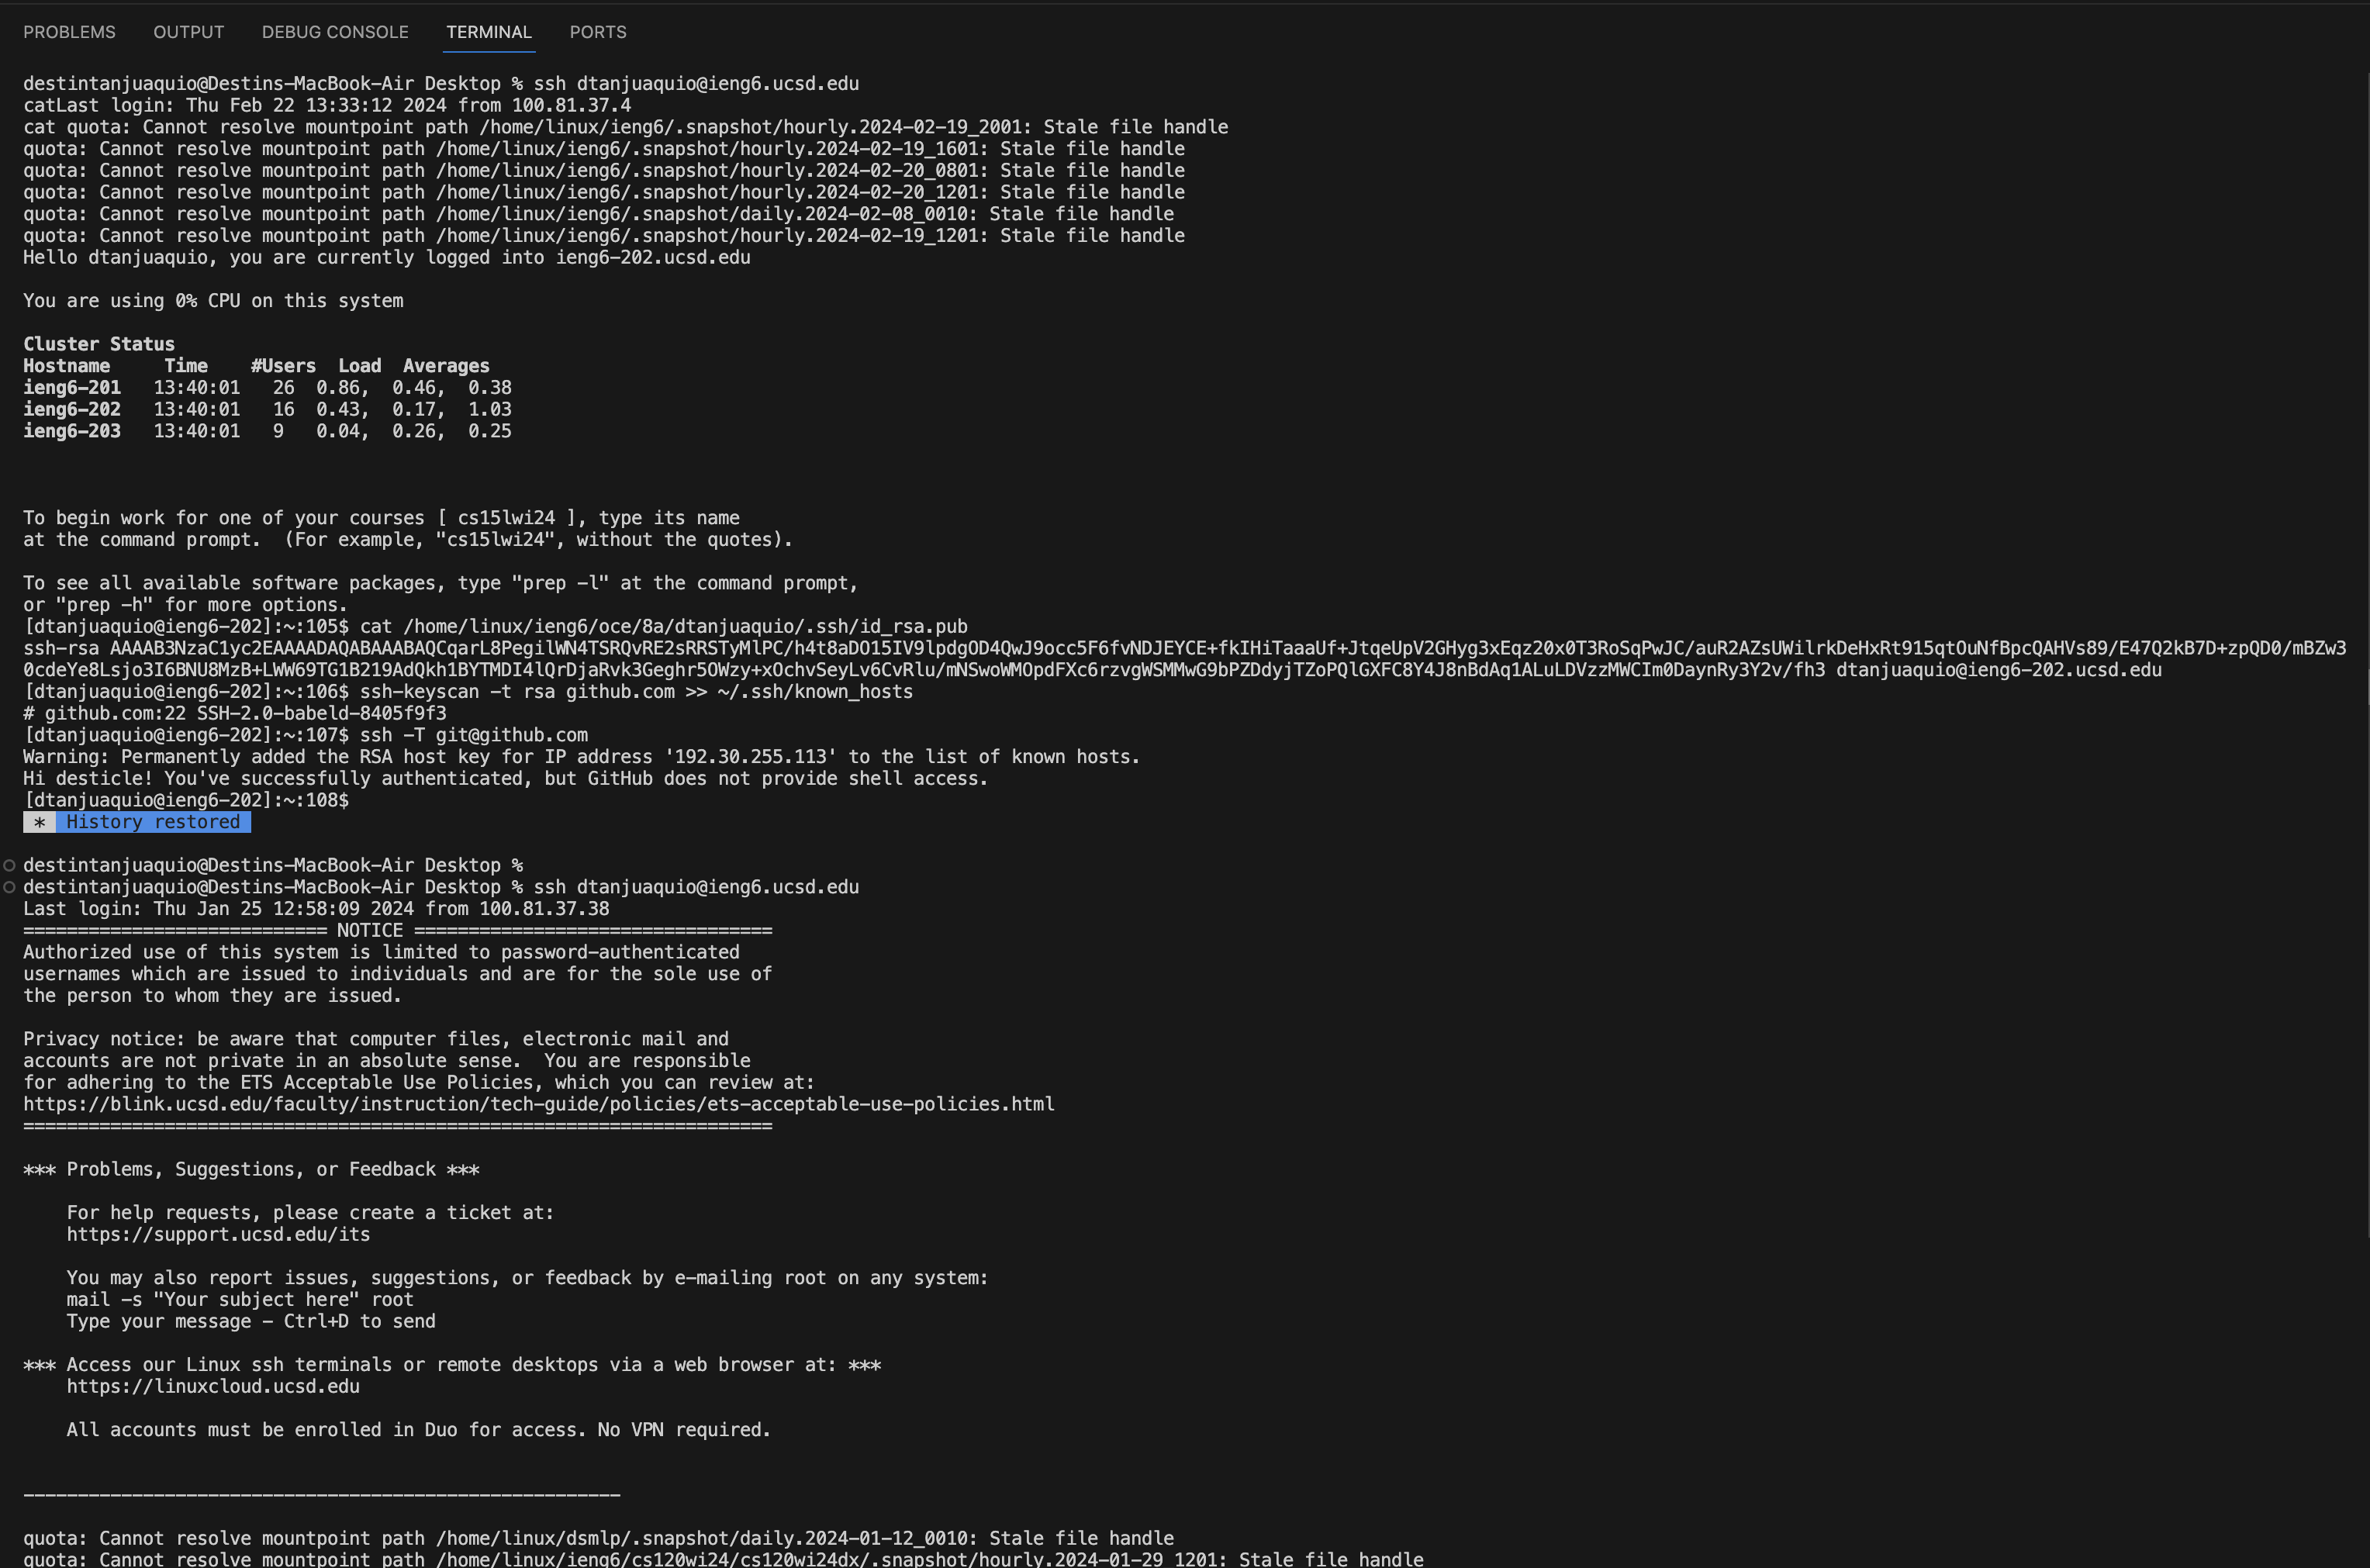 PROBLEMS OUTPUT DEBUG CONSOLE TERMINAL PORTS
destintanjuaquio@Destins-MacBook-Air Desktop % ssh dtanjuaquio@ieng6.ucsd.edu
catLast login: Thu Feb 22 13:33:12 2024 from 100.81.37.4
cat quota: Cannot resolve mountpoint path /home/linux/ieng6/.snapshot/hourly.2024-02-19_2001: Stale file handle
quota: Cannot resolve mountpoint path /home/linux/ieng6/.snapshot/hourly.2024-02-19_1601: Stale file handle
quota: Cannot resolve mountpoint path /home/linux/ieng6/.snapshot/hourly.2024-02-20_0801: Stale file handle
quota: Cannot resolve mountpoint path /home/linux/ieng6/.snapshot/hourly.2024-02-20_1201: Stale file handle
quota: Cannot resolve mountpoint path /home/linux/ieng6/.snapshot/daily.2024-02-08_0010: Stale file handle
quota: Cannot resolve mountpoint path /home/linux/ieng6/.snapshot/hourly.2024-02-19_1201: Stale file handle
Hello dtanjuaquio, you are currently logged into ieng6-202.ucsd.edu
You are using 0% CPU on this system
Cluster Status
Hostname Time #Users Load Averages
ieng6-201 13:40:01 26 0.86, 0.46, 0.38
ieng6-202 13:40:01 16 0.43, 0.17, 1.03
ieng6-203 13:40:01 9 0.04, 0.26, 0.25
To begin work for one of your courses [ cs15lwi24 ], type its name
at the command prompt. (For example, "cs15lwi24", without the quotes).
To see all available software packages, type "prep -l" at the command prompt,
or "prep -h" for more options.
[dtanjuaquio@ieng6-202]:~:105$ cat /home/linux/ieng6/oce/8a/dtanjuaquio/.ssh/id_rsa.pub
ssh-rsa AAAAB3NzaC1yc2EAAAADAQABAAABAQCqarL8PegilWN4TSRQvRE2sRRSTyMlPC/h4t8aDO15IV9lpdgOD4QwJ9occ5F6fvNDJEYCE+fkIHiTaaaUf+JtqeUpV2GHyg3xEqz20x0T3RoSqPwJC/auR2AZsUWilrkDeHxRt915qtOuNfBpcQAHVs89/E47Q2kB7D+zpQD0/mBZw3
0cdeYe8Lsjo3I6BNU8MzB+LWW69TG1B219AdQkh1BYTMDI4lQrDjaRvk3Geghr5OWzy+xOchvSeyLv6CvRlu/mNSwoWMOpdFXc6rzvgWSMMwG9bPZDdyjTZoPQlGXFC8Y4J8nBdAq1ALuLDVzzMWCIm0DaynRy3Y2v/fh3 dtanjuaquio@ieng6-202.ucsd.edu
[dtanjuaquio@ieng6-202]:~:106$ ssh-keyscan -t rsa github.com >> ~/.ssh/known_hosts
# github.com:22 SSH-2.0-babeld-8405f9f3
[dtanjuaquio@ieng6-202]:~:107$ ssh -T git@github.com
Warning: Permanently added the RSA host key for IP address '192.30.255.113' to the list of known hosts.
Hi desticle! You've successfully authenticated, but GitHub does not provide shell access.
[dtanjuaquio@ieng6-202]:~:108$
* History restored
destintanjuaquio@Destins-MacBook-Air Desktop %
destintanjuaquio@Destins-MacBook-Air Desktop % ssh dtanjuaquio@ieng6.ucsd.edu
Last login: Thu Jan 25 12:58:09 2024 from 100.81.37.38
============================ NOTICE =================================
Authorized use of this system is limited to password-authenticated
usernames which are issued to individuals and are for the sole use of
the person to whom they are issued.
Privacy notice: be aware that computer files, electronic mail and
accounts are not private in an absolute sense. You are responsible
for adhering to the ETS Acceptable Use Policies, which you can review at:
https://blink.ucsd.edu/faculty/instruction/tech-guide/policies/ets-acceptable-use-policies.html
=====================================================================
*** Problems, Suggestions, or Feedback ***
For help requests, please create a ticket at:
https://support.ucsd.edu/its
You may also report issues, suggestions, or feedback by e-mailing root on any system:
mail -s "Your subject here" root
Type your message - Ctrl+D to send
*** Access our Linux ssh terminals or remote desktops via a web browser at: ***
https://linuxcloud.ucsd.edu
All accounts must be enrolled in Duo for access. No VPN required.
-------------------------------------------------------
quota: Cannot resolve mountpoint path /home/linux/dsmlp/.snapshot/daily.2024-01-12_0010: Stale file handle
quota: Cannot resolve mountpoint path /home/linux/ieng6/cs120wi24/cs120wi24dx/.snapshot/hourly.2024-01-29_1201: Stale file handle